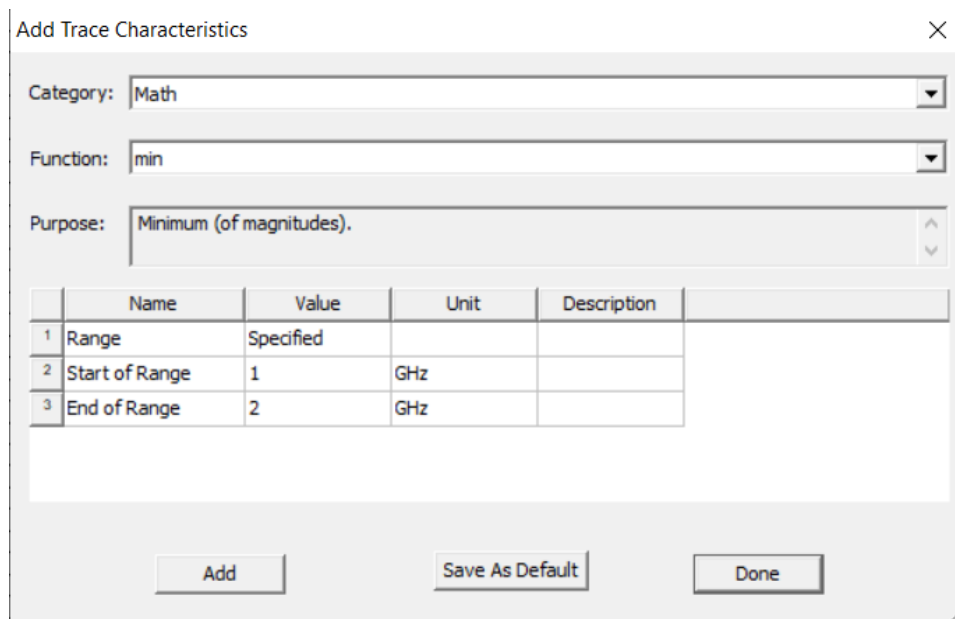 Add Trace Characteristics
Category: Math
Function: min
Purpose: Minimum (of magnitudes).
Name Value Unit Description
1 Range Specified
2 Start of Range 1 GHz
3 End of Range 2 GHz
Add Save As Default Done